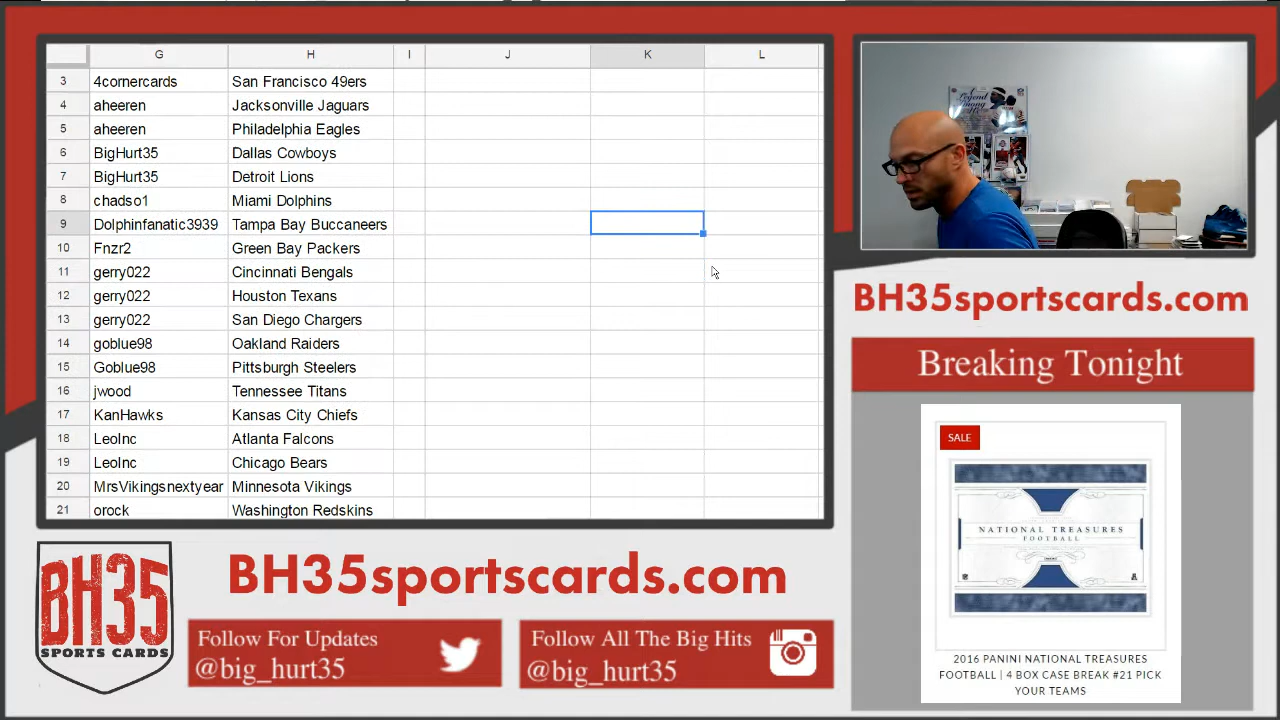 G H I J K L
3 4cornercards San Francisco 49ers
4 aheeren Jacksonville Jaguars
5 aheeren Philadelphia Eagles
6 BigHurt35 Dallas Cowboys
7 BigHurt35 Detroit Lions
8 chadso1 Miami Dolphins
9 Dolphinfanatic3939 Tampa Bay Buccaneers
10 Fnzr2 Green Bay Packers
11 gerry022 Cincinnati Bengals
12 gerry022 Houston Texans
13 gerry022 San Diego Chargers
14 goblue98 Oakland Raiders
15 Goblue98 Pittsburgh Steelers
16 jwood Tennessee Titans
17 KanHawks Kansas City Chiefs
18 LeoInc Atlanta Falcons
19 LeoInc Chicago Bears
20 MrsVikingsnextyear Minnesota Vikings
21 orock Washington Redskins
BH35sportscards.com
Breaking Tonight
SALE
NATIONAL TREASURES
FOOTBALL
2016 PANINI NATIONAL TREASURES
FOOTBALL | 4 BOX CASE BREAK #21 PICK
YOUR TEAMS
BH35
SPORTS CARDS
BH35sportscards.com
Follow For Updates
@big_hurt35
Follow All The Big Hits
@big_hurt35